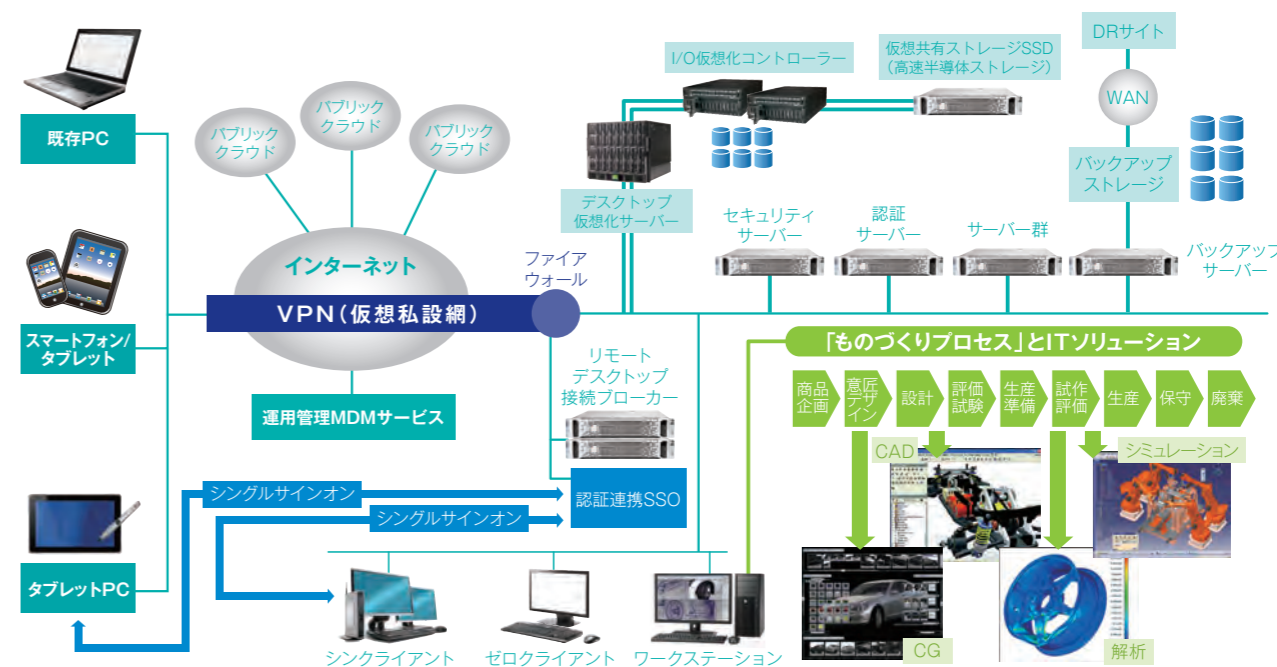 既存PC
スマートフォン/
タブレット
タブレットPC
パブリック
クラウド
パブリック
クラウド
パブリック
クラウド
インターネット
VPN(仮想私設網)
運用管理MDMサービス
ファイア
ウォール
I/O仮想化コントローラー
仮想共有ストレージSSD
(高速半導体ストレージ)
DRサイト
WAN
バックアップ
ストレージ
デスクトップ
仮想化サーバー
セキュリティ
サーバー
認証
サーバー
サーバー群
バックアップ
サーバー
リモート
デスクトップ
接続ブローカー
認証連携SSO
シングルサインオン
シングルサインオン
シンクライアント
ゼロクライアント
ワークステーション
「ものづくりプロセス」とITソリューション
商品
企画
意匠
デザ
イン
設計
評価
試験
生産
準備
試作
評価
生産
保守
廃棄
CAD
シミュレーション
CG
解析